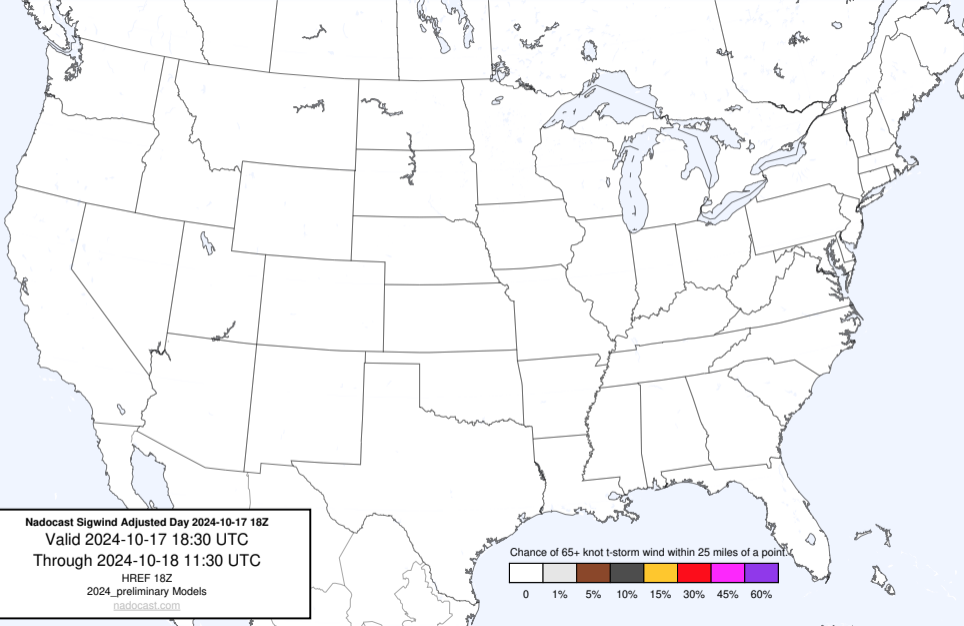 Nadocast Sigwind Adjusted Day 2024-10-17 18Z
Valid 2024-10-17 18:30 UTC
Through 2024-10-18 11:30 UTC
HREF 18Z
2024_preliminary Models
nadocast.com
Chance of 65+ knot t-storm wind within 25 miles of a point.
0 1% 5% 10% 15% 30% 45% 60%